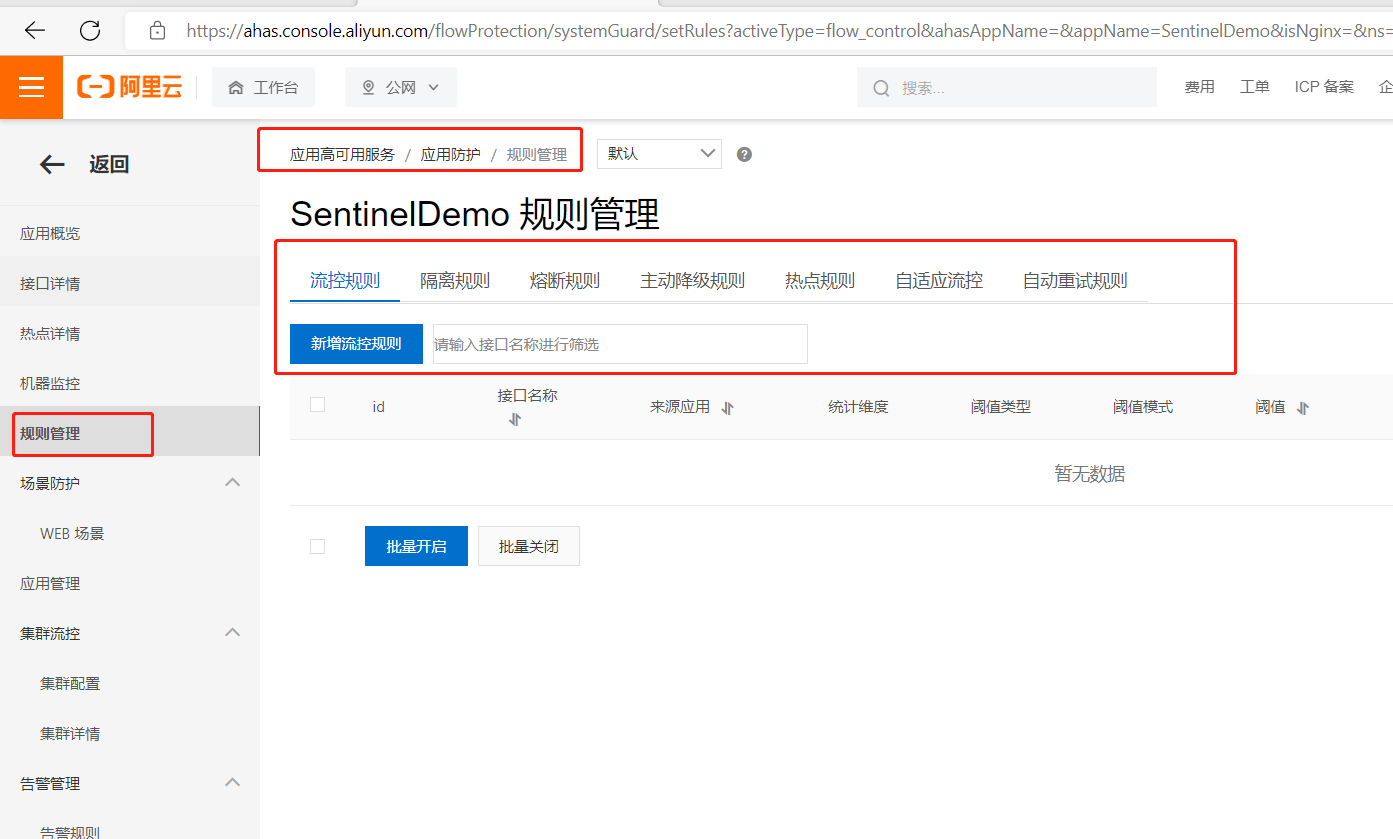 https://ahas.console.aliyun.com/flowProtection/systemGuard/setRules?activeType=flow_control&ahasAppName=&appName=SentinelDemo&isNginx=&ns=
阿里云
工作台
公网
搜索...
费用
工单
ICP 备案
企
返回
应用高可用服务 / 应用防护 / 规则管理
默认
?
SentinelDemo 规则管理
应用概览
接口详情
热点详情
机器监控
规则管理
场景防护
WEB 场景
应用管理
集群流控
集群配置
集群详情
告警管理
告警规则
流控规则 隔离规则 熔断规则 主动降级规则 热点规则 自适应流控 自动重试规则
新增流控规则
请输入接口名称进行筛选
id 接口名称 来源应用 统计维度 阈值类型 阈值模式 阈值
暂无数据
批量开启
批量关闭